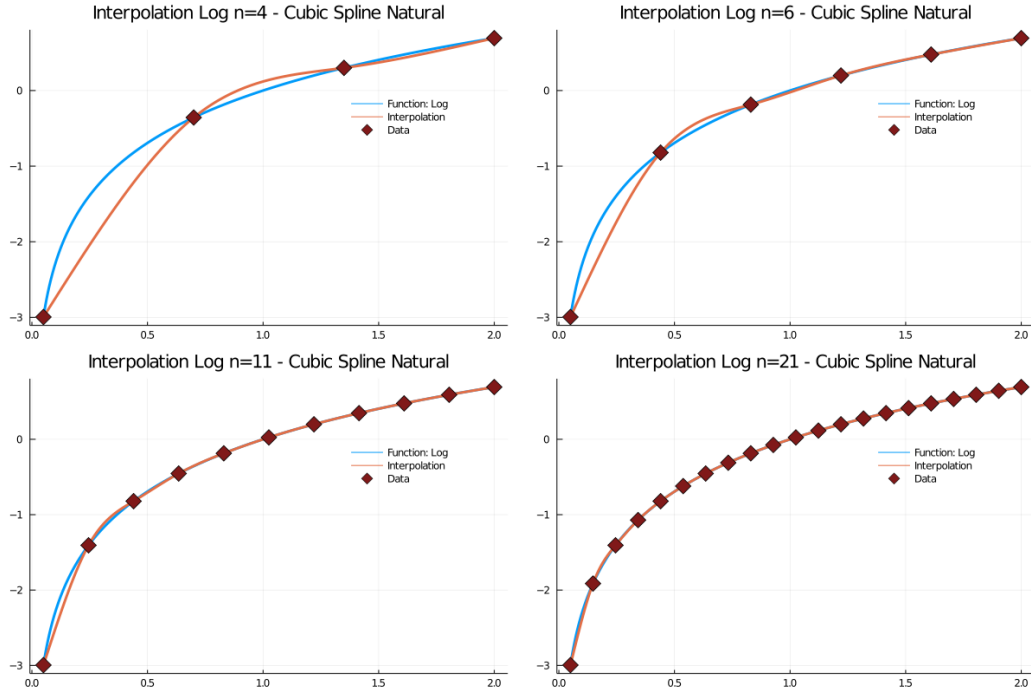 Interpolation Log n=4 - Cubic Spline Natural
0
−1
−2
−3
0.0 0.5 1.0 1.5 2.0
Function: Log
Interpolation
Data
Interpolation Log n=6 - Cubic Spline Natural
0
−1
−2
−3
0.0 0.5 1.0 1.5 2.0
Function: Log
Interpolation
Data
Interpolation Log n=11 - Cubic Spline Natural
0
−1
−2
−3
0.0 0.5 1.0 1.5 2.0
Function: Log
Interpolation
Data
Interpolation Log n=21 - Cubic Spline Natural
0
−1
−2
−3
0.0 0.5 1.0 1.5 2.0
Function: Log
Interpolation
Data